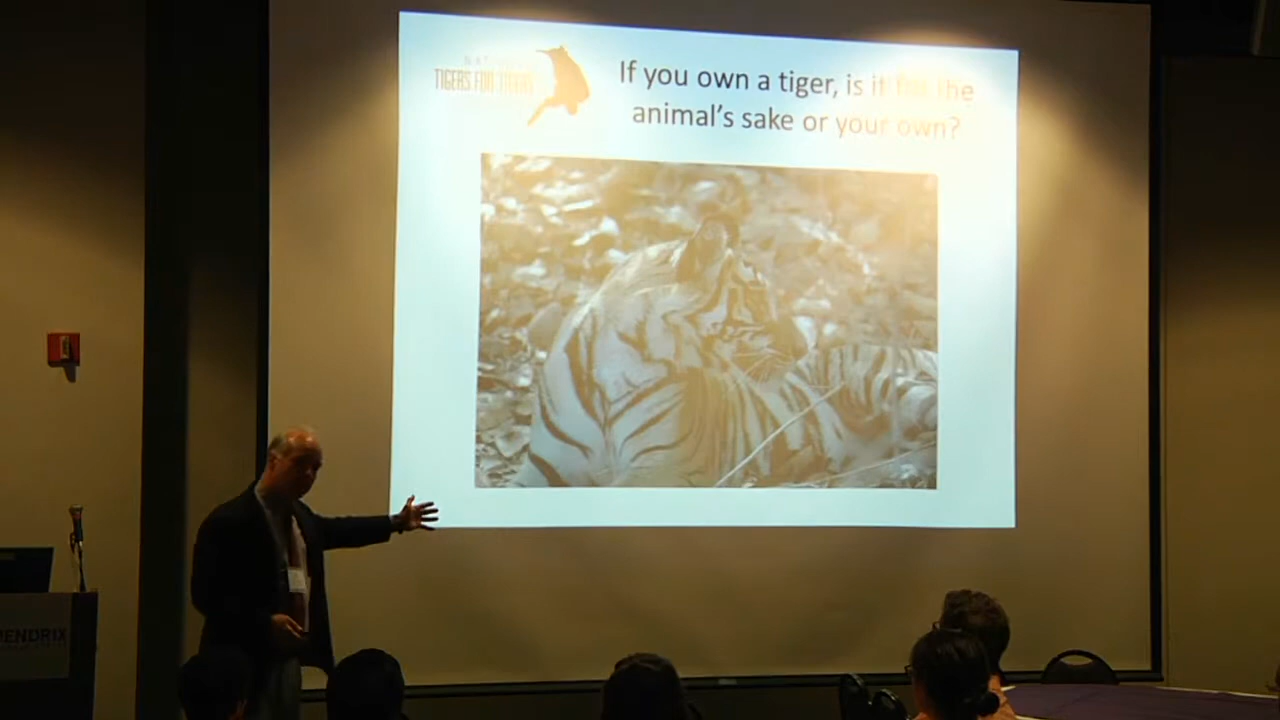 TIGERS FOR TIGERS
If you own a tiger, is it for the
animal's sake or your own?
HENDRIX